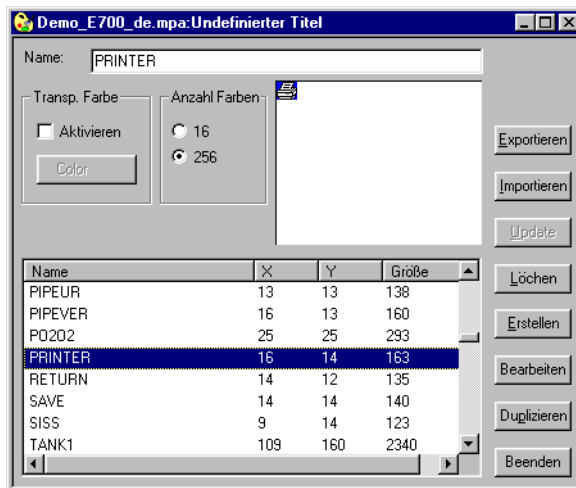 Demo_E700_de.mpa:Undefinierter Titel
Name: PRINTER
Transp. Farbe
Aktivieren
Color
Anzahl Farben
16
256
Exportieren
Importieren
Update
Löchen
Erstellen
Bearbeiten
Duplizieren
Beenden
Name X Y Größe
PIPEUR 13 13 138
PIPEVER 16 13 160
PO2O2 25 25 293
PRINTER 16 14 163
RETURN 14 12 135
SAVE 14 14 140
SISS 9 14 123
TANK1 109 160 2340